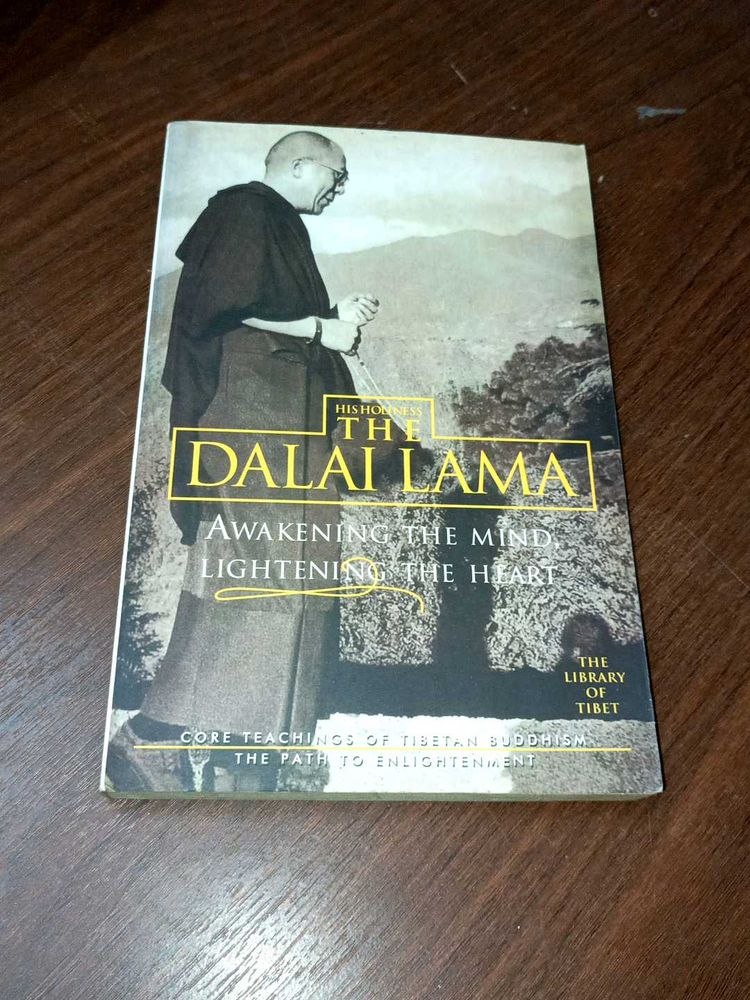 HIS HOLINESS
THE
DALAI LAMA
AWAKENING THE MIND,
LIGHTENING THE HEART
THE
LIBRARY
OF
TIBET
CORE TEACHINGS OF TIBETAN BUDDHISM
THE PATH TO ENLIGHTENMENT